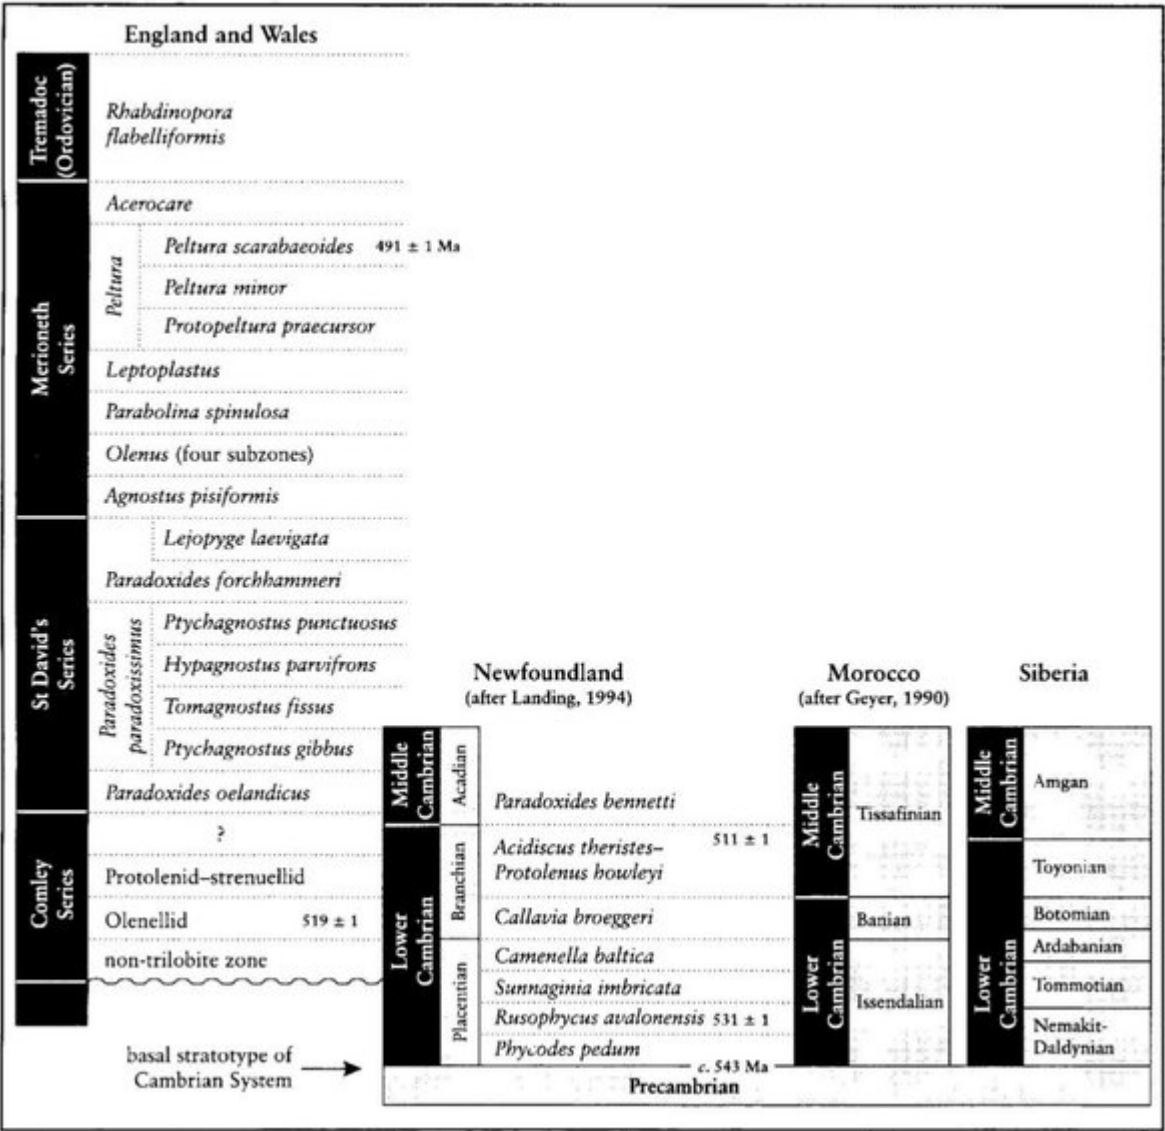 England and Wales
Tremadoc
(Ordovician)
Rhabdinopora
flabelliformis
Merioneth
Series
Acerocare
Peltura
Peltura scarabaeoides 491 ± 1 Ma
Peltura minor
Protopeltura praecursor
Leptoplastus
Parabolina spinulosa
Olenus (four subzones)
Agnostus pisiformis
St David's
Series
Lejopyge laevigata
Paradoxides forchhammeri
Paradoxides
paradoxissimus
Ptychagnostus punctuosus
Hypagnostus parvifrons
Tomagnostus fissus
Ptychagnostus gibbus
Paradoxides oelandicus
Comley
Series
?
Protolenid–strenuellid
Olenellid 519 ± 1
non-trilobite zone
basal stratotype of
Cambrian System
Newfoundland
(after Landing, 1994)
Middle
Cambrian
Acadian
Paradoxides bennetti
Lower
Cambrian
Branchian
Acidiscus theristes– 511 ± 1
Protolenus howleyi
Callavia broeggeri
Placentian
Camenella baltica
Sunnaginia imbricata
Rusophycus avalonensis 531 ± 1
Phycodes pedum
c. 543 Ma
Precambrian
Morocco
(after Geyer, 1990)
Middle
Cambrian
Tissafinian
Lower
Cambrian
Banian
Issendalian
Siberia
Middle
Cambrian
Amgan
Lower
Cambrian
Toyonian
Botomian
Atdabanian
Tommotian
Nemakit-
Daldynian